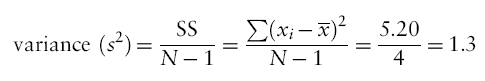 variance (s²) = SS / (N − 1) = ∑(xᵢ − x̅)² / (N − 1) = 5.20 / 4 = 1.3